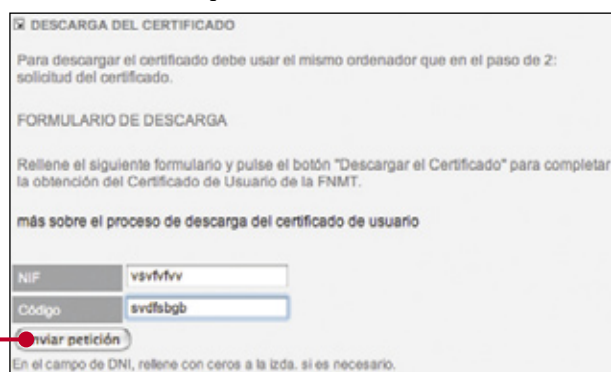 DESCARGA DEL CERTIFICADO
Para descargar el certificado debe usar el mismo ordenador que en el paso de 2:
solicitud del certificado.
FORMULARIO DE DESCARGA
Rellene el siguiente formulario y pulse el botón "Descargar el Certificado" para completar
la obtención del Certificado de Usuario de la FNMT.
más sobre el proceso de descarga del certificado de usuario
NIF vsvfvfvv
Código svdfsbgb
Enviar petición
En el campo de DNI, rellene con ceros a la izda. si es necesario.